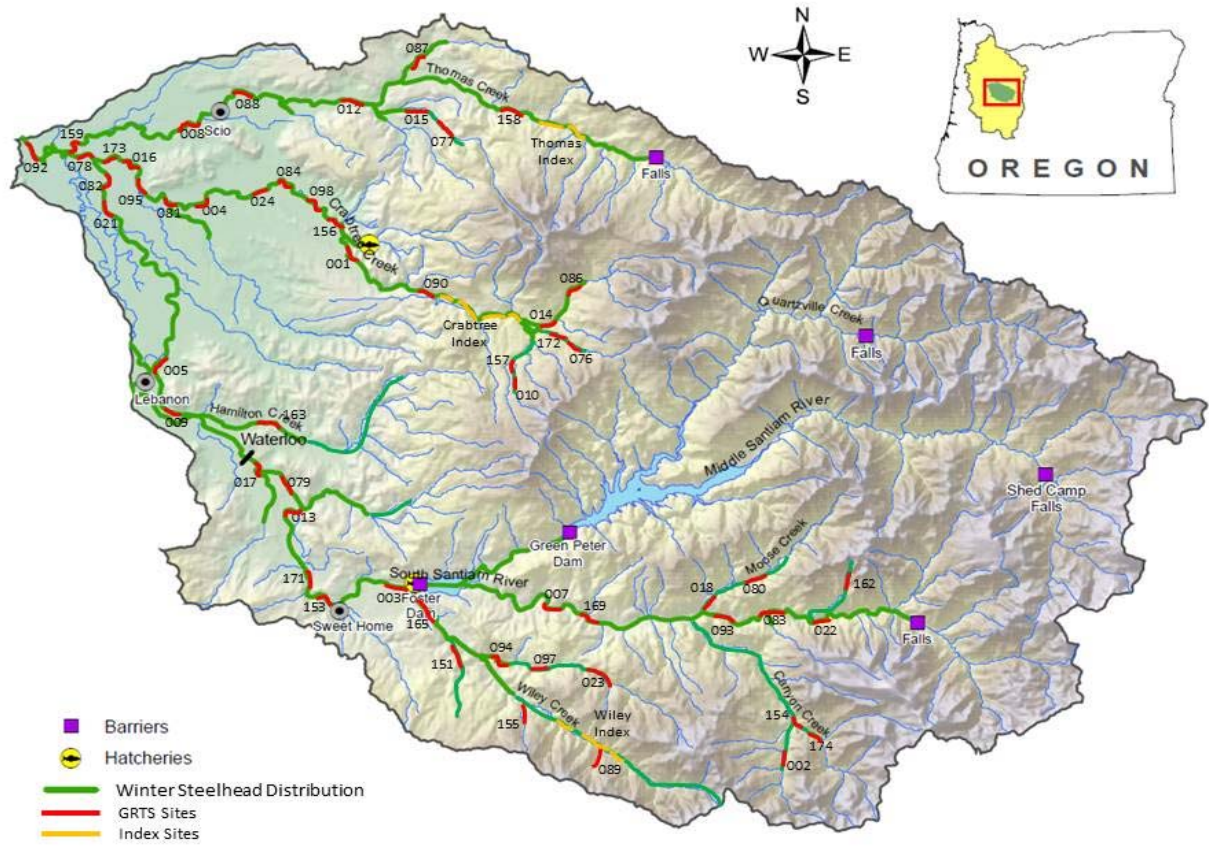 N
W
E
S
OREGON
087
Thomas Creek
088
012
015
158
077
Thomas
Index
Falls
008
Scio
159
092
078
173
016
082
095
021
081
004
024
084
098
156
Crabtree Creek
001
090
Crabtree
Index
014
086
172
076
157
010
uartzville Creek
Falls
005
Lebanon
009
Hamilton Creek
163
Waterloo
017
079
013
Middle Santiam River
Shed Camp
Falls
Green Peter
Dam
171
153
Sweet Home
South Santiam River
003
Foster
Dam
165
007
169
018
Moose Creek
080
162
093
083
022
Falls
151
094
097
023
Wiley Creek
155
Wiley
Index
089
Canyon Creek
154
174
002
Barriers
Hatcheries
Winter Steelhead Distribution
GRTS Sites
Index Sites